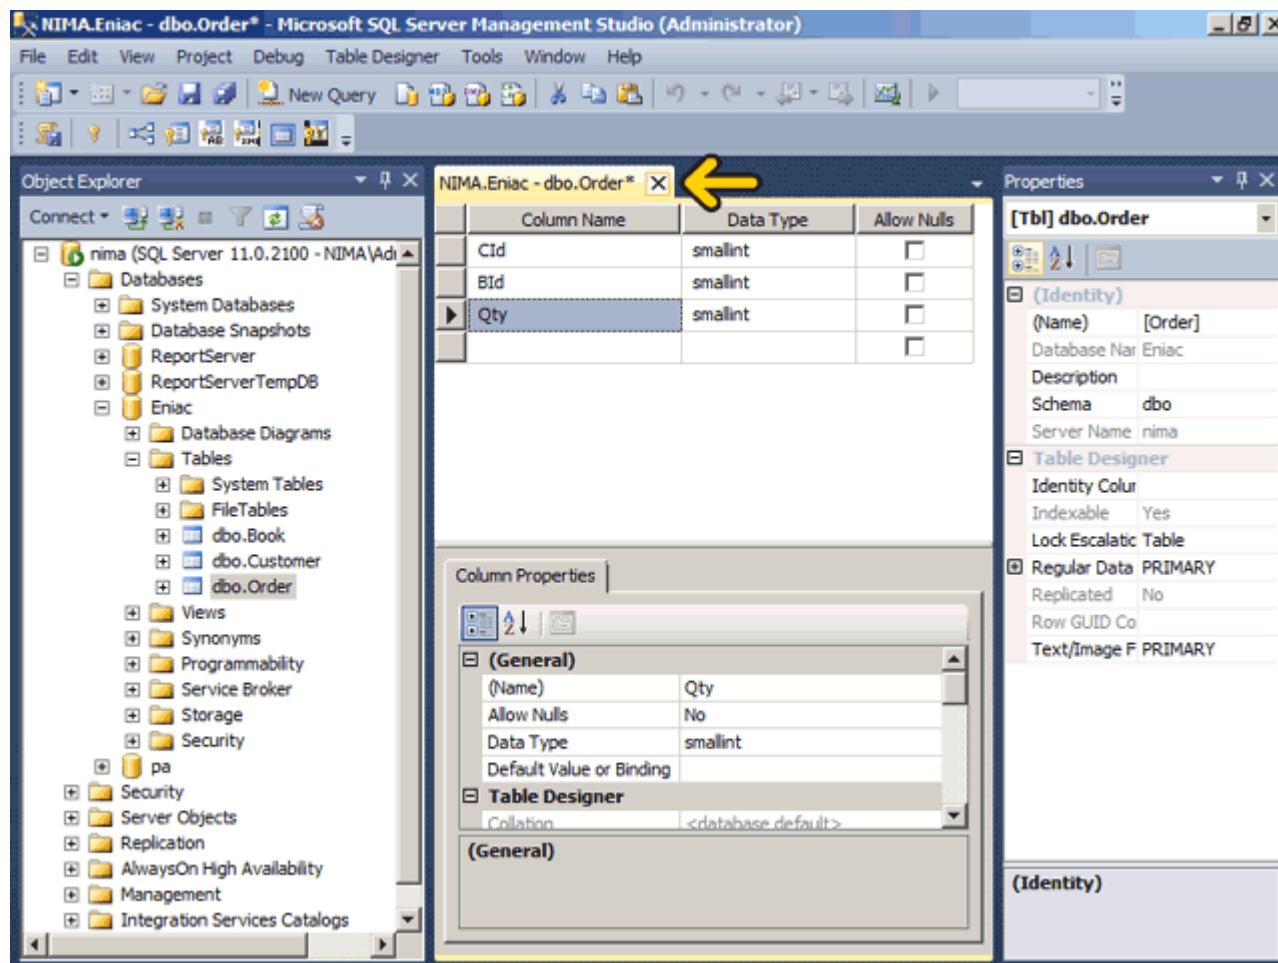 NIMA.Eniac - dbo.Order* - Microsoft SQL Server Management Studio (Administrator)
File Edit View Project Debug Table Designer Tools Window Help
New Query
Object Explorer
Connect
nima (SQL Server 11.0.2100 - NIMA\Adi
Databases
System Databases
Database Snapshots
ReportServer
ReportServerTempDB
Eniac
Database Diagrams
Tables
System Tables
FileTables
dbo.Book
dbo.Customer
dbo.Order
Views
Synonyms
Programmability
Service Broker
Storage
Security
pa
Security
Server Objects
Replication
AlwaysOn High Availability
Management
Integration Services Catalogs
NIMA.Eniac - dbo.Order*
Column Name Data Type Allow Nulls
CId smallint
BId smallint
Qty smallint
Column Properties
(General)
(Name) Qty
Allow Nulls No
Data Type smallint
Default Value or Binding
Table Designer
Collation <database default>
(General)
Properties
[Tbl] dbo.Order
(Identity)
(Name) [Order]
Database Nar Eniac
Description
Schema dbo
Server Name nima
Table Designer
Identity Colur
Indexable Yes
Lock Escalatic Table
Regular Data PRIMARY
Replicated No
Row GUID Co
Text/Image F PRIMARY
(Identity)